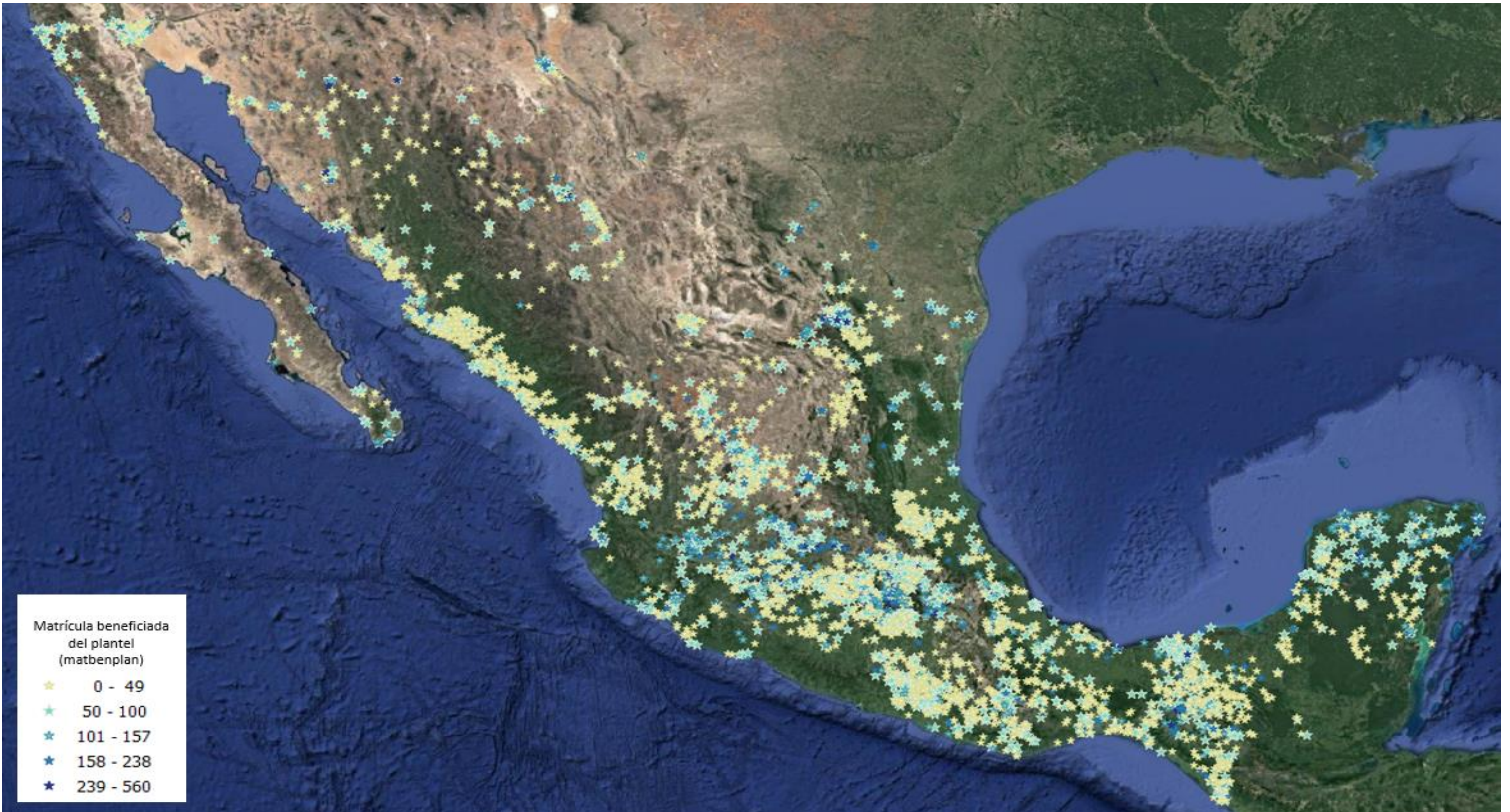 Matrícula beneficiada
del plantel
(matbenplan)
0 - 49
50 - 100
101 - 157
158 - 238
239 - 560